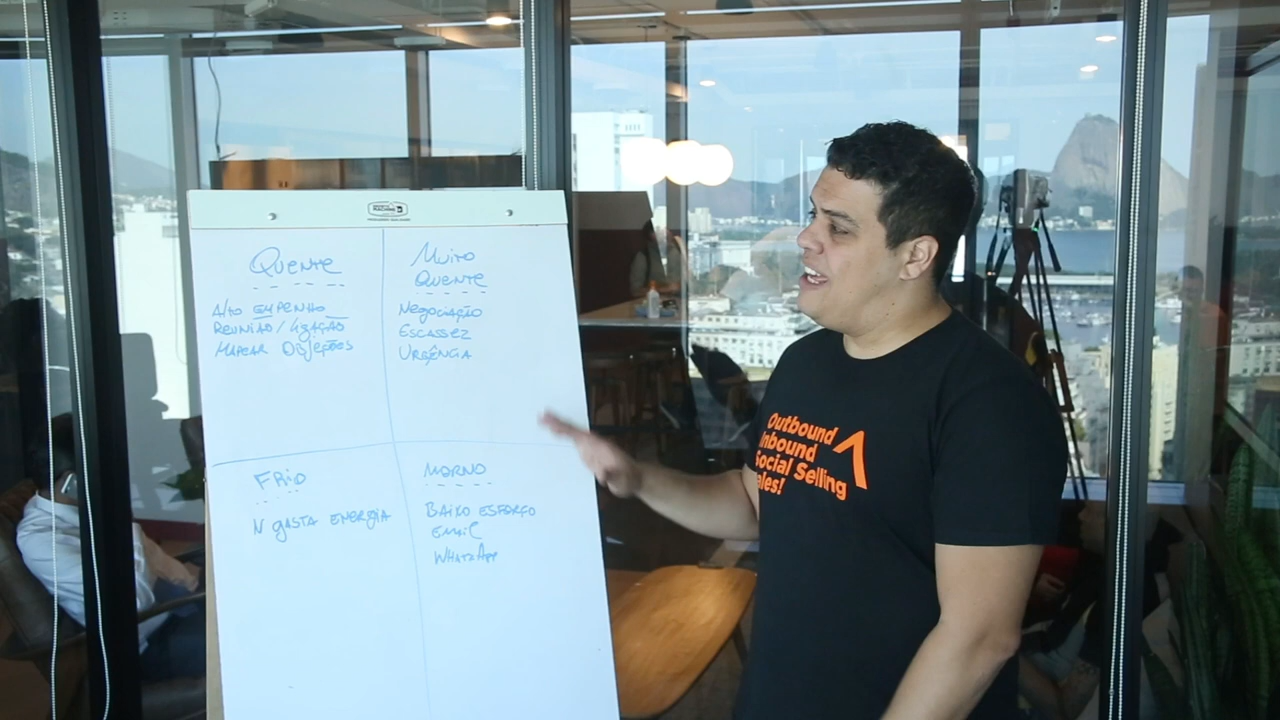 Quente
Alto EMPENHO
REUNIÃO / ligAÇÃO
MAPEAR ObjEÇÕES
Muito
Quente
Negociação
Escassez
Urgência
Frio
N gASTA ENERGIA
MORNO
BAIXO ESFORÇO
EMAIL
WHATSAPP
Outbound
Inbound
Social Selling
ales!